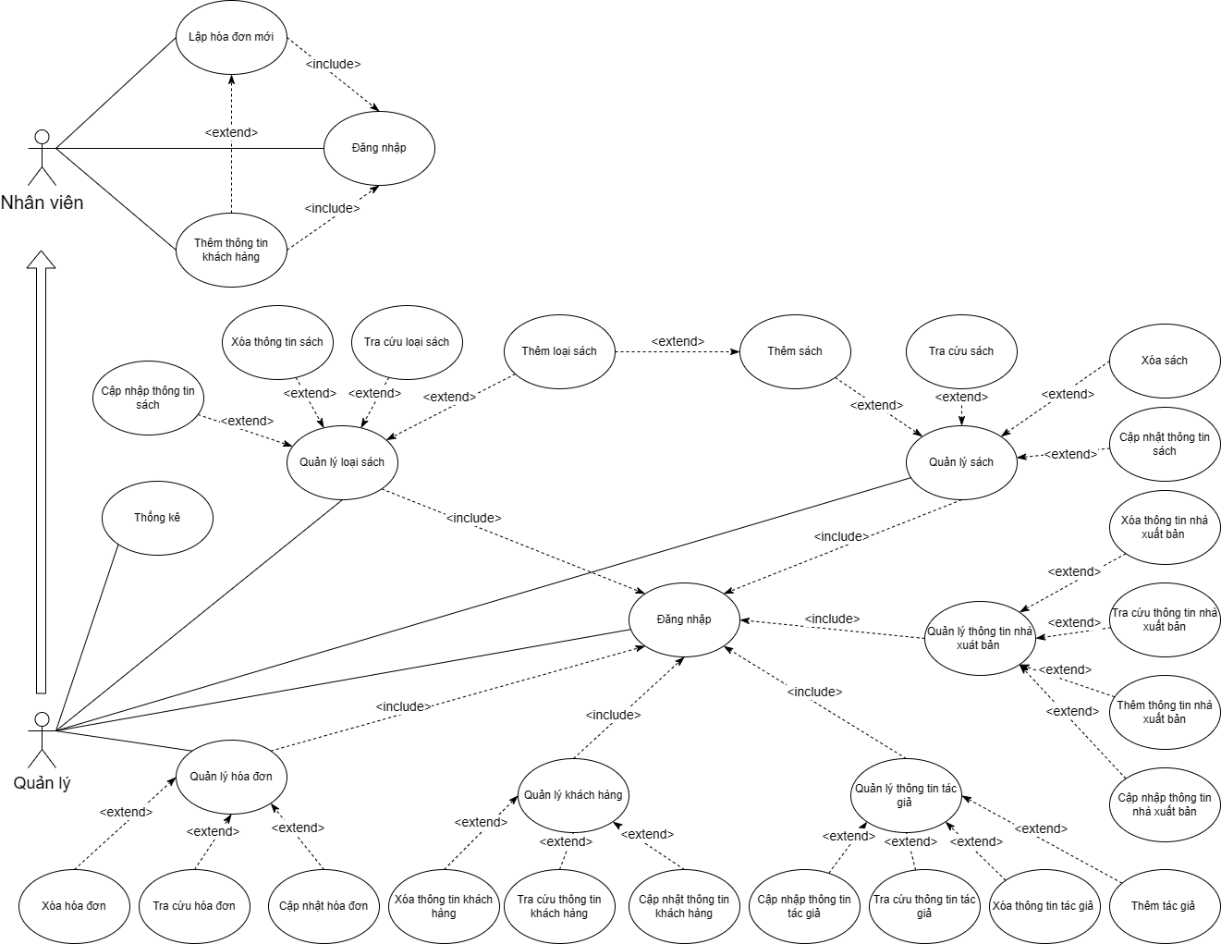 Lập hóa đơn mới
<include>
<extend>
Đăng nhập
Nhân viên
<include>
Thêm thông tin
khách hàng
Xóa thông tin sách
Tra cứu loại sách
Thêm loại sách
<extend>
Thêm sách
Tra cứu sách
Xóa sách
Cập nhập thông tin
sách
<extend>
<extend>
<extend>
<extend>
<extend>
<extend>
<extend>
Quản lý loại sách
Quản lý sách
<extend>
Cập nhật thông tin
sách
Thống kê
<include>
<include>
Xóa thông tin nhà
xuất bản
<extend>
Đăng nhập
<include>
Quản lý thông tin nhà
xuát bản
<extend>
Tra cứu thông tin nhà
xuất bản
<extend>
Thêm thông tin nhà
xuất bản
<extend>
<include>
<include>
<include>
Quản lý
Quản lý hóa đơn
Quản lý khách hàng
Quản lý thông tin tác
giả
Cập nhập thông tin
nhà xuất bản
<extend>
<extend>
<extend>
<extend>
<extend>
<extend>
<extend>
<extend>
<extend>
<extend>
Xóa hóa đơn
Tra cứu hóa đơn
Cập nhật hóa đơn
Xóa thông tin khách
hàng
Tra cứu thông tin
khách hàng
Cập nhật thông tin
khách hàng
Cập nhập thông tin
tác giả
Tra cứu thông tin tác
giả
Xóa thông tin tác giả
Thêm tác giả